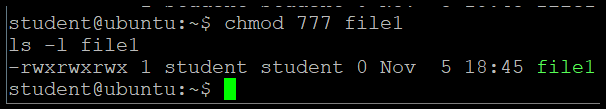 student@ubuntu:~$ chmod 777 file1
ls -l file1
-rwxrwxrwx 1 student student 0 Nov  5 18:45 file1
student@ubuntu:~$